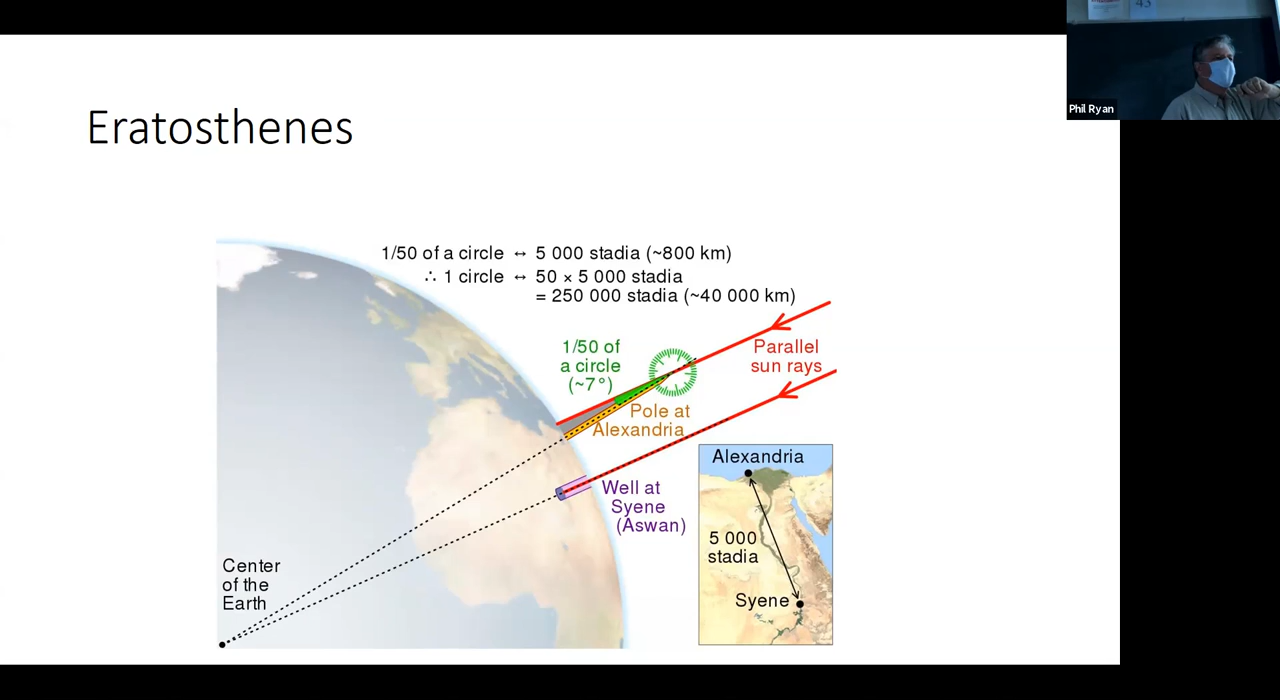 43
Phil Ryan
Eratosthenes
1/50 of a circle ↔ 5 000 stadia (~800 km)
∴ 1 circle ↔ 50 × 5 000 stadia
= 250 000 stadia (~40 000 km)
1/50 of
a circle
(~7°)
Parallel
sun rays
Pole at
Alexandria
Well at
Syene
(Aswan)
Center
of the
Earth
Alexandria
5 000
stadia
Syene